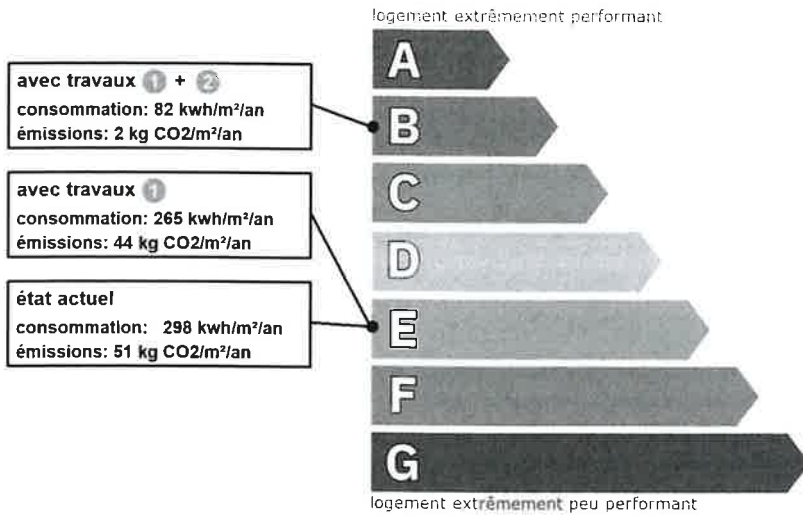 logement extrêmement performant
avec travaux 1 + 2
consommation: 82 kwh/m²/an
émissions: 2 kg CO2/m²/an
avec travaux 1
consommation: 265 kwh/m²/an
émissions: 44 kg CO2/m²/an
état actuel
consommation: 298 kwh/m²/an
émissions: 51 kg CO2/m²/an
A
B
C
D
E
F
G
logement extrêmement peu performant